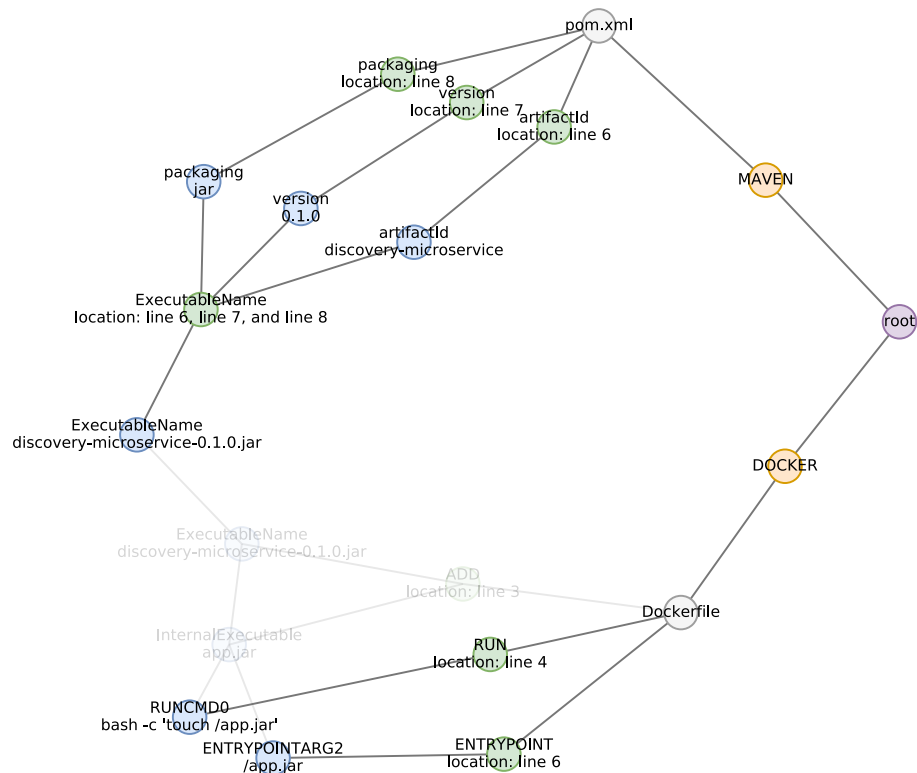 pom.xml
packaging
location: line 8
version
location: line 7
artifactId
location: line 6
packaging
jar
MAVEN
version
0.1.0
artifactId
discovery-microservice
ExecutableName
location: line 6, line 7, and line 8
root
ExecutableName
discovery-microservice-0.1.0.jar
DOCKER
ExecutableName
discovery-microservice-0.1.0.jar
ADD
location: line 3
Dockerfile
InternalExecutable
app.jar
RUN
location: line 4
RUNCMD0
bash -c 'touch /app.jar'
ENTRYPOINTARG2
/app.jar
ENTRYPOINT
location: line 6